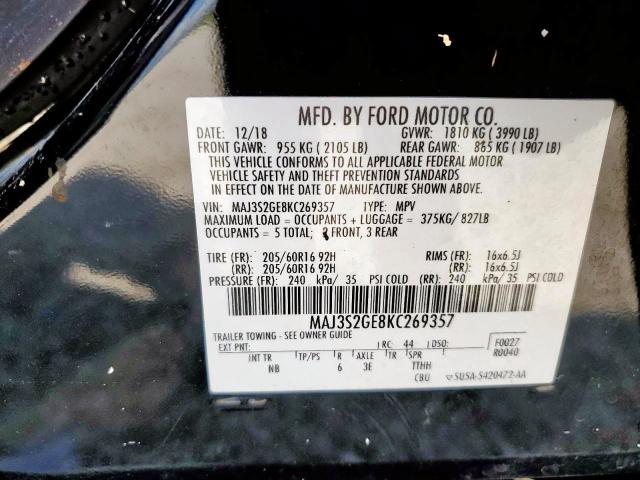 MFD. BY FORD MOTOR CO.
DATE: 12/18 GVWR: 1810 KG ( 3990 LB)
FRONT GAWR: 955 KG ( 2105 LB) REAR GAWR: 865 KG ( 1907 LB)
THIS VEHICLE CONFORMS TO ALL APPLICABLE FEDERAL MOTOR
VEHICLE SAFETY AND THEFT PREVENTION STANDARDS
IN EFFECT ON THE DATE OF MANUFACTURE SHOWN ABOVE.
VIN: MAJ3S2GE8KC269357 TYPE: MPV
MAXIMUM LOAD = OCCUPANTS + LUGGAGE = 375KG/ 827LB
OCCUPANTS = 5 TOTAL; 2 FRONT, 3 REAR
TIRE (FR): 205/60R16 92H RIMS (FR): 16x6.5J
(RR): 205/60R16 92H (RR): 16x6.5J
PRESSURE (FR): 240 kPa/ 35 PSI COLD (RR): 240 kPa/ 35 PSI COLD
MAJ3S2GE8KC269357
TRAILER TOWING - SEE OWNER GUIDE
EXT PNT: RC: 44 DSO: F0027
R0040
INT TR TP/PS R AXLE TR SPR
NB 6 3E TTHH
CBU 5U5A-5420472-AA